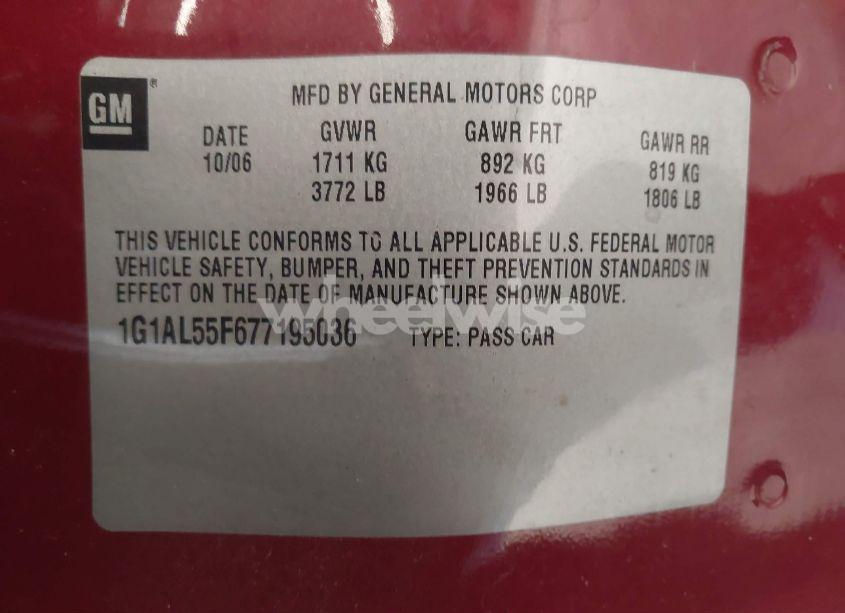 GM
MFD BY GENERAL MOTORS CORP
DATE GVWR GAWR FRT GAWR RR
10/06 1711 KG 892 KG 819 KG
3772 LB 1966 LB 1806 LB
THIS VEHICLE CONFORMS TO ALL APPLICABLE U.S. FEDERAL MOTOR
VEHICLE SAFETY, BUMPER, AND THEFT PREVENTION STANDARDS IN
EFFECT ON THE DATE OF MANUFACTURE SHOWN ABOVE.
wheelwise
1G1AL55F677195036 TYPE: PASS CAR